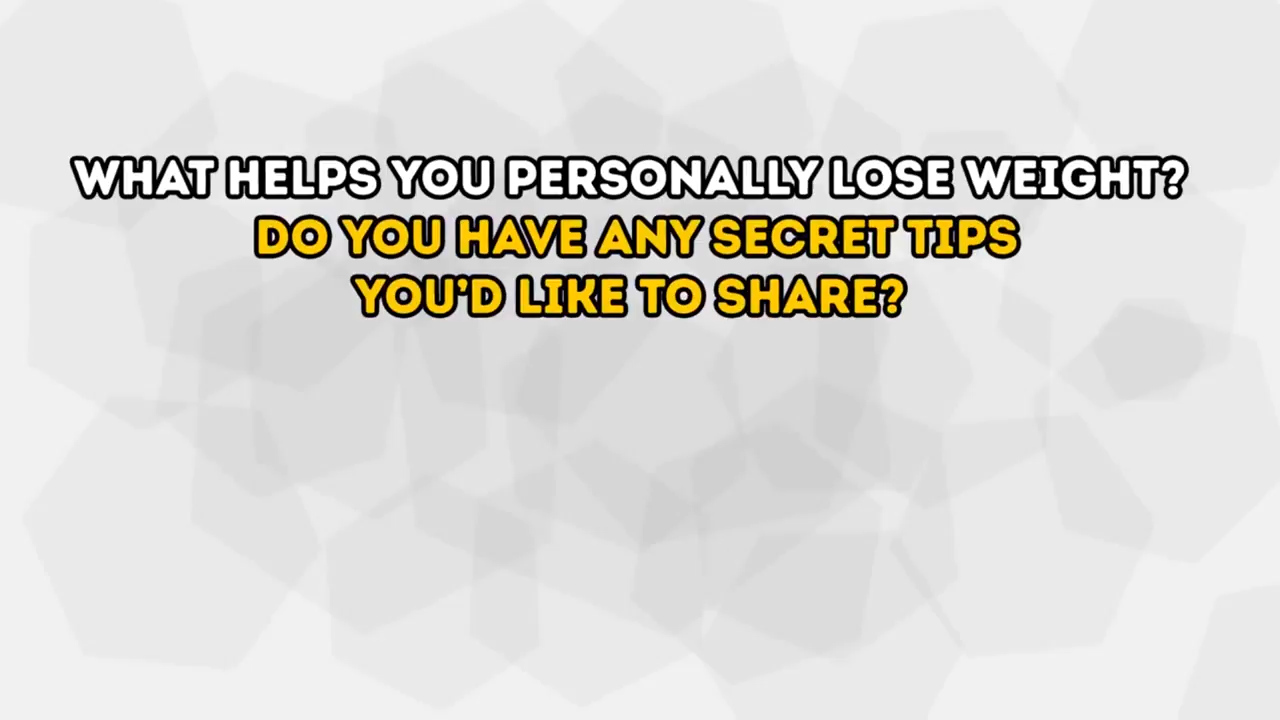 WHAT HELPS YOU PERSONALLY LOSE WEIGHT?
DO YOU HAVE ANY SECRET TIPS
YOU'D LIKE TO SHARE?